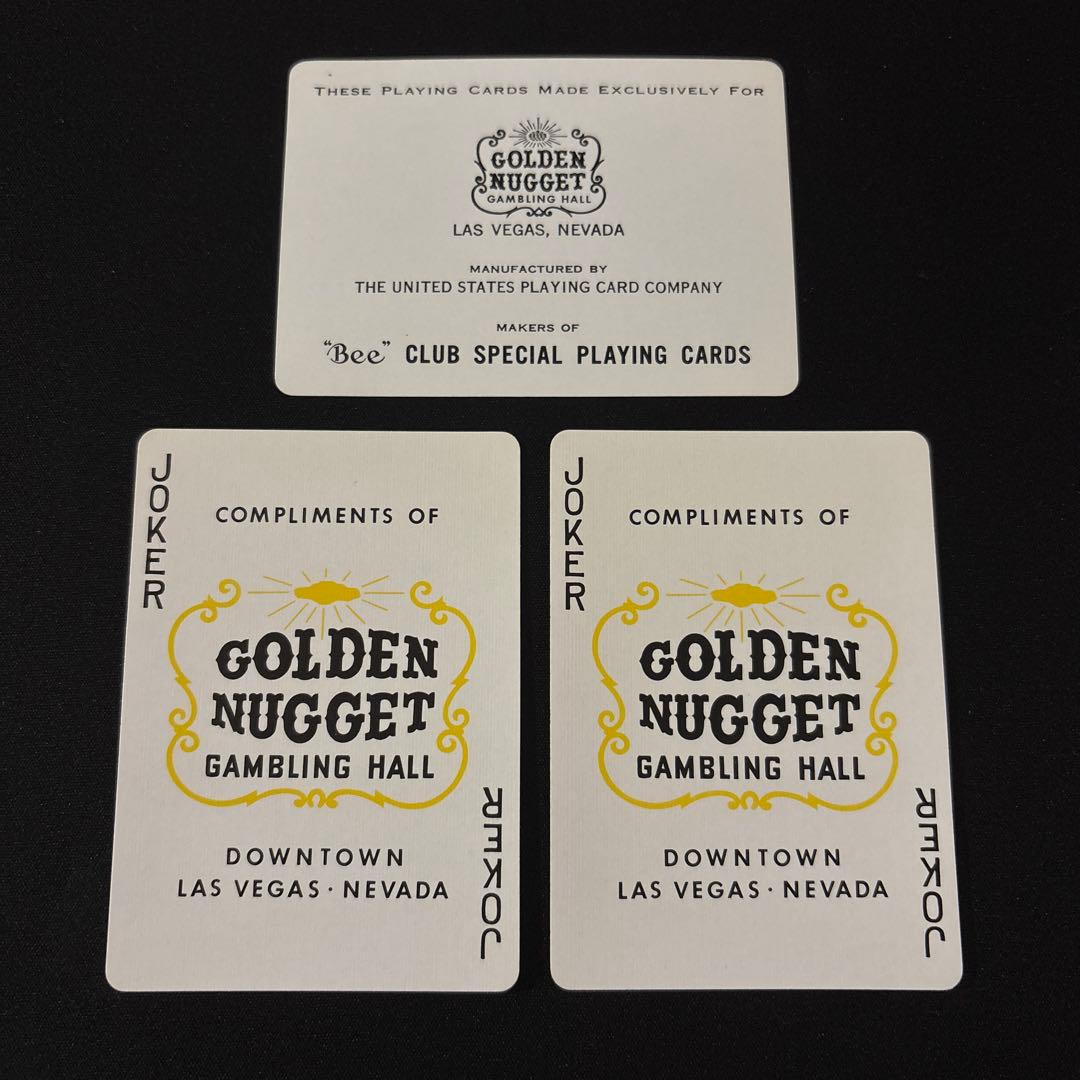 THESE PLAYING CARDS MADE EXCLUSIVELY FOR
GOLDEN
NUGGET
GAMBLING HALL
LAS VEGAS, NEVADA
MANUFACTURED BY
THE UNITED STATES PLAYING CARD COMPANY
MAKERS OF
"Bee" CLUB SPECIAL PLAYING CARDS
JOKER
COMPLIMENTS OF
GOLDEN
NUGGET
GAMBLING HALL
DOWNTOWN
LAS VEGAS · NEVADA
JOKER
JOKER
COMPLIMENTS OF
GOLDEN
NUGGET
GAMBLING HALL
DOWNTOWN
LAS VEGAS · NEVADA
JOKER